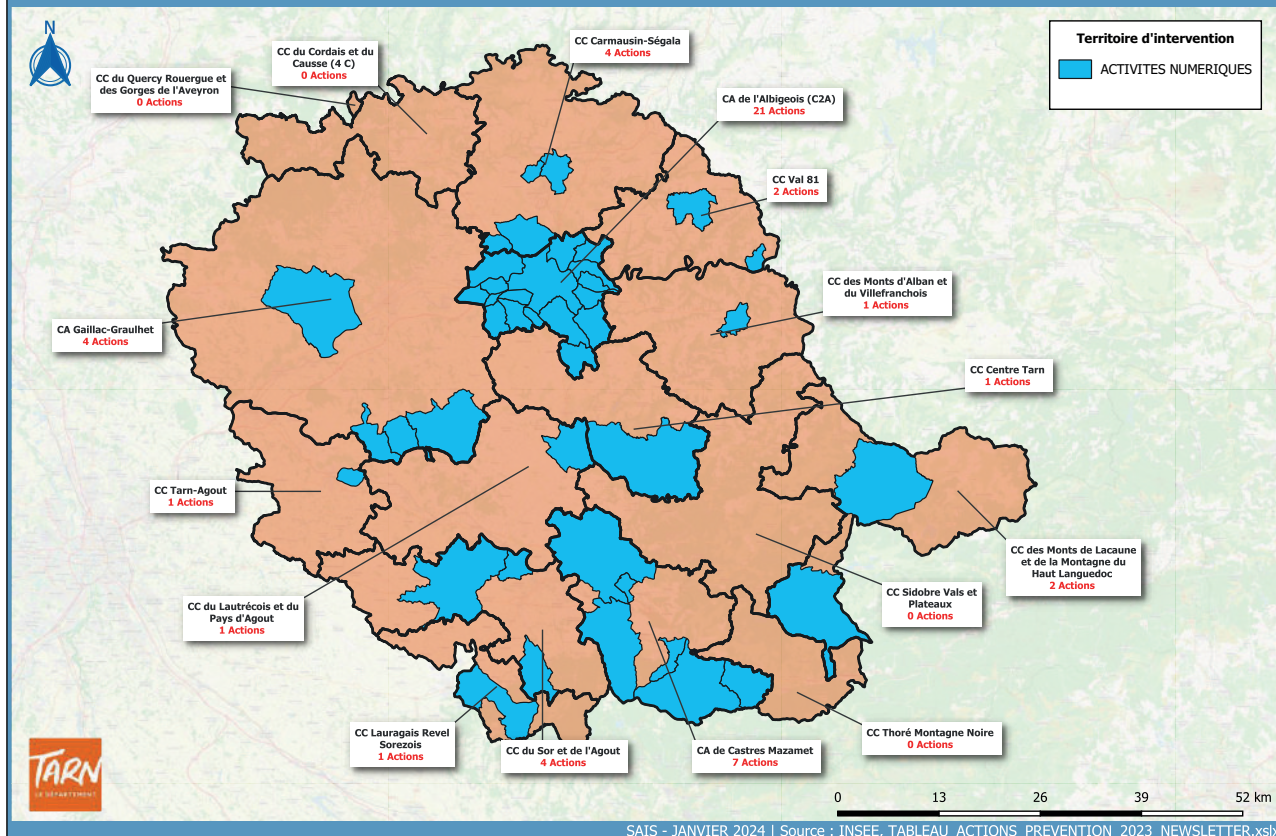 N
CC du Quercy Rouergue et
des Gorges de l'Aveyron
0 Actions
CC du Cordais et du
Causse (4 C)
0 Actions
CC Carmausin-Ségala
4 Actions
CA de l'Albigeois (C2A)
21 Actions
Territoire d'intervention
ACTIVITES NUMERIQUES
CC Val 81
2 Actions
CC des Monts d'Alban et
du Villefranchois
1 Actions
CA Gaillac-Graulhet
4 Actions
CC Centre Tarn
1 Actions
CC Tarn-Agout
1 Actions
CC des Monts de Lacaune
et de la Montagne du
Haut Languedoc
2 Actions
CC Sidobre Vals et
Plateaux
0 Actions
CC du Lautrécois et du
Pays d'Agout
1 Actions
CC Lauragais Revel
Sorezois
1 Actions
CC du Sor et de l'Agout
4 Actions
CA de Castres Mazamet
7 Actions
CC Thoré Montagne Noire
0 Actions
TARN
LE DÉPARTEMENT
0 13 26 39 52 km
SAIS - JANVIER 2024 | Source : INSEE, TABLEAU_ACTIONS_PREVENTION_2023_NEWSLETTER.xslx